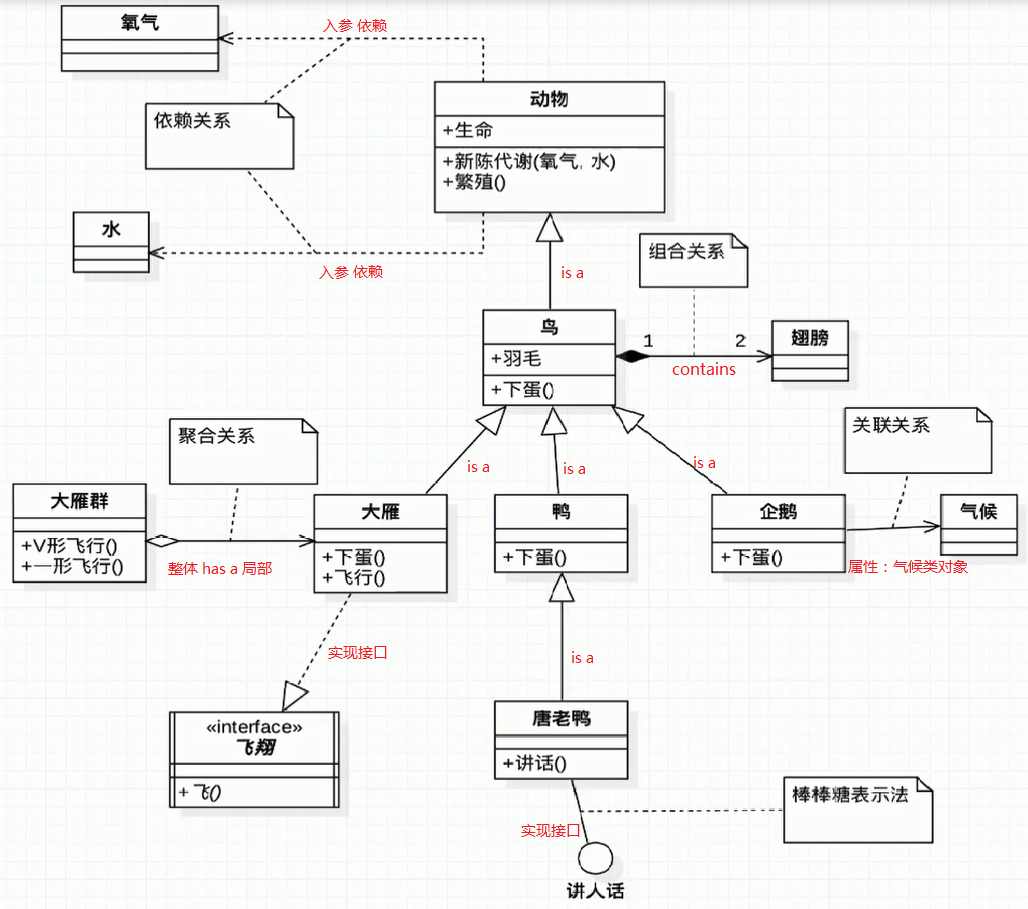 氧气
入参 依赖
动物
+生命
+新陈代谢(氧气, 水)
+繁殖()
依赖关系
水
入参 依赖
is a
组合关系
鸟
+羽毛
+下蛋()
1
2
contains
翅膀
聚合关系
is a
is a
is a
关联关系
大雁群
+V形飞行()
+一形飞行()
整体 has a 局部
大雁
+下蛋()
+飞行()
鸭
+下蛋()
企鹅
+下蛋()
气候
属性：气候类对象
实现接口
is a
«interface»
飞翔
+飞()
唐老鸭
+讲话()
棒棒糖表示法
实现接口
讲人话